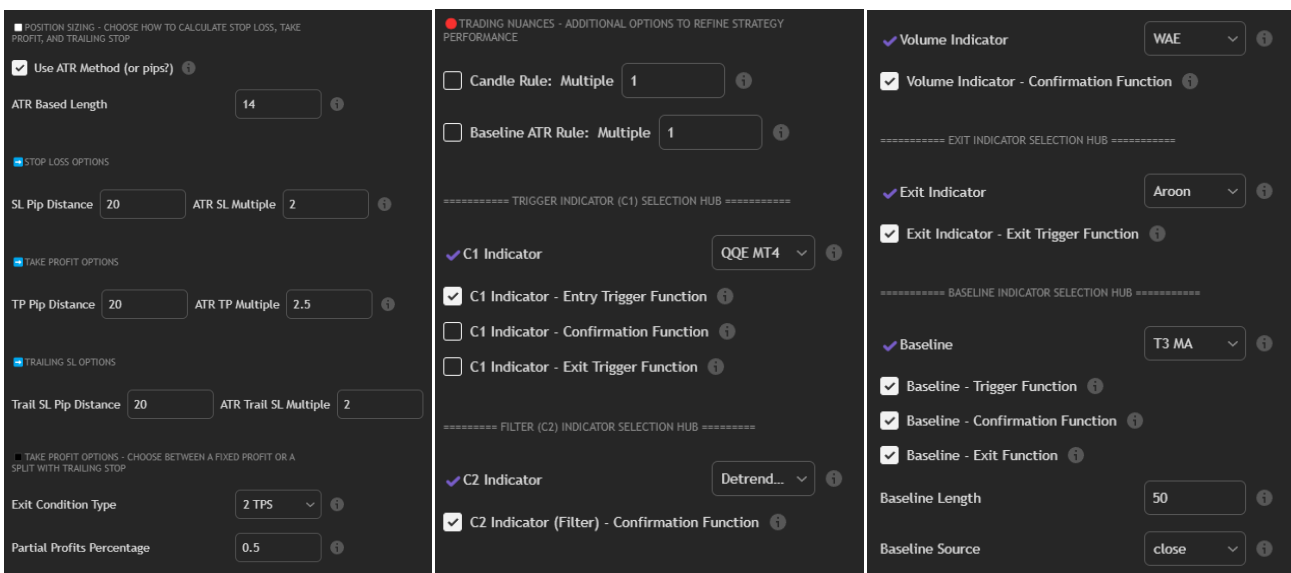 POSITION SIZING - CHOOSE HOW TO CALCULATE STOP LOSS, TAKE
PROFIT, AND TRAILING STOP
Use ATR Method (or pips?)
ATR Based Length 14
STOP LOSS OPTIONS
SL Pip Distance 20 ATR SL Multiple 2
TAKE PROFIT OPTIONS
TP Pip Distance 20 ATR TP Multiple 2.5
TRAILING SL OPTIONS
Trail SL Pip Distance 20 ATR Trail SL Multiple 2
TAKE PROFIT OPTIONS - CHOOSE BETWEEN A FIXED PROFIT OR A
SPLIT WITH TRAILING STOP
Exit Condition Type 2 TPS
Partial Profits Percentage 0.5
TRADING NUANCES - ADDITIONAL OPTIONS TO REFINE STRATEGY
PERFORMANCE
Candle Rule: Multiple 1
Baseline ATR Rule: Multiple 1
=========== TRIGGER INDICATOR (C1) SELECTION HUB ===========
C1 Indicator QQE MT4
C1 Indicator - Entry Trigger Function
C1 Indicator - Confirmation Function
C1 Indicator - Exit Trigger Function
========= FILTER (C2) INDICATOR SELECTION HUB =========
C2 Indicator Detrend...
C2 Indicator (Filter) - Confirmation Function
Volume Indicator WAE
Volume Indicator - Confirmation Function
=========== EXIT INDICATOR SELECTION HUB ===========
Exit Indicator Aroon
Exit Indicator - Exit Trigger Function
=========== BASELINE INDICATOR SELECTION HUB ===========
Baseline T3 MA
Baseline - Trigger Function
Baseline - Confirmation Function
Baseline - Exit Function
Baseline Length 50
Baseline Source close